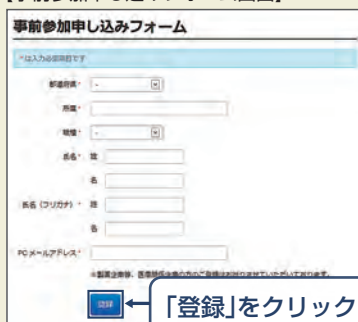 事前参加申し込みフォーム
*は入力必須項目です
都道府県* -
所属*
職種* -
氏名* 姓
名
氏名（フリガナ）* 姓
名
PCメールアドレス*
登録
「登録」をクリック